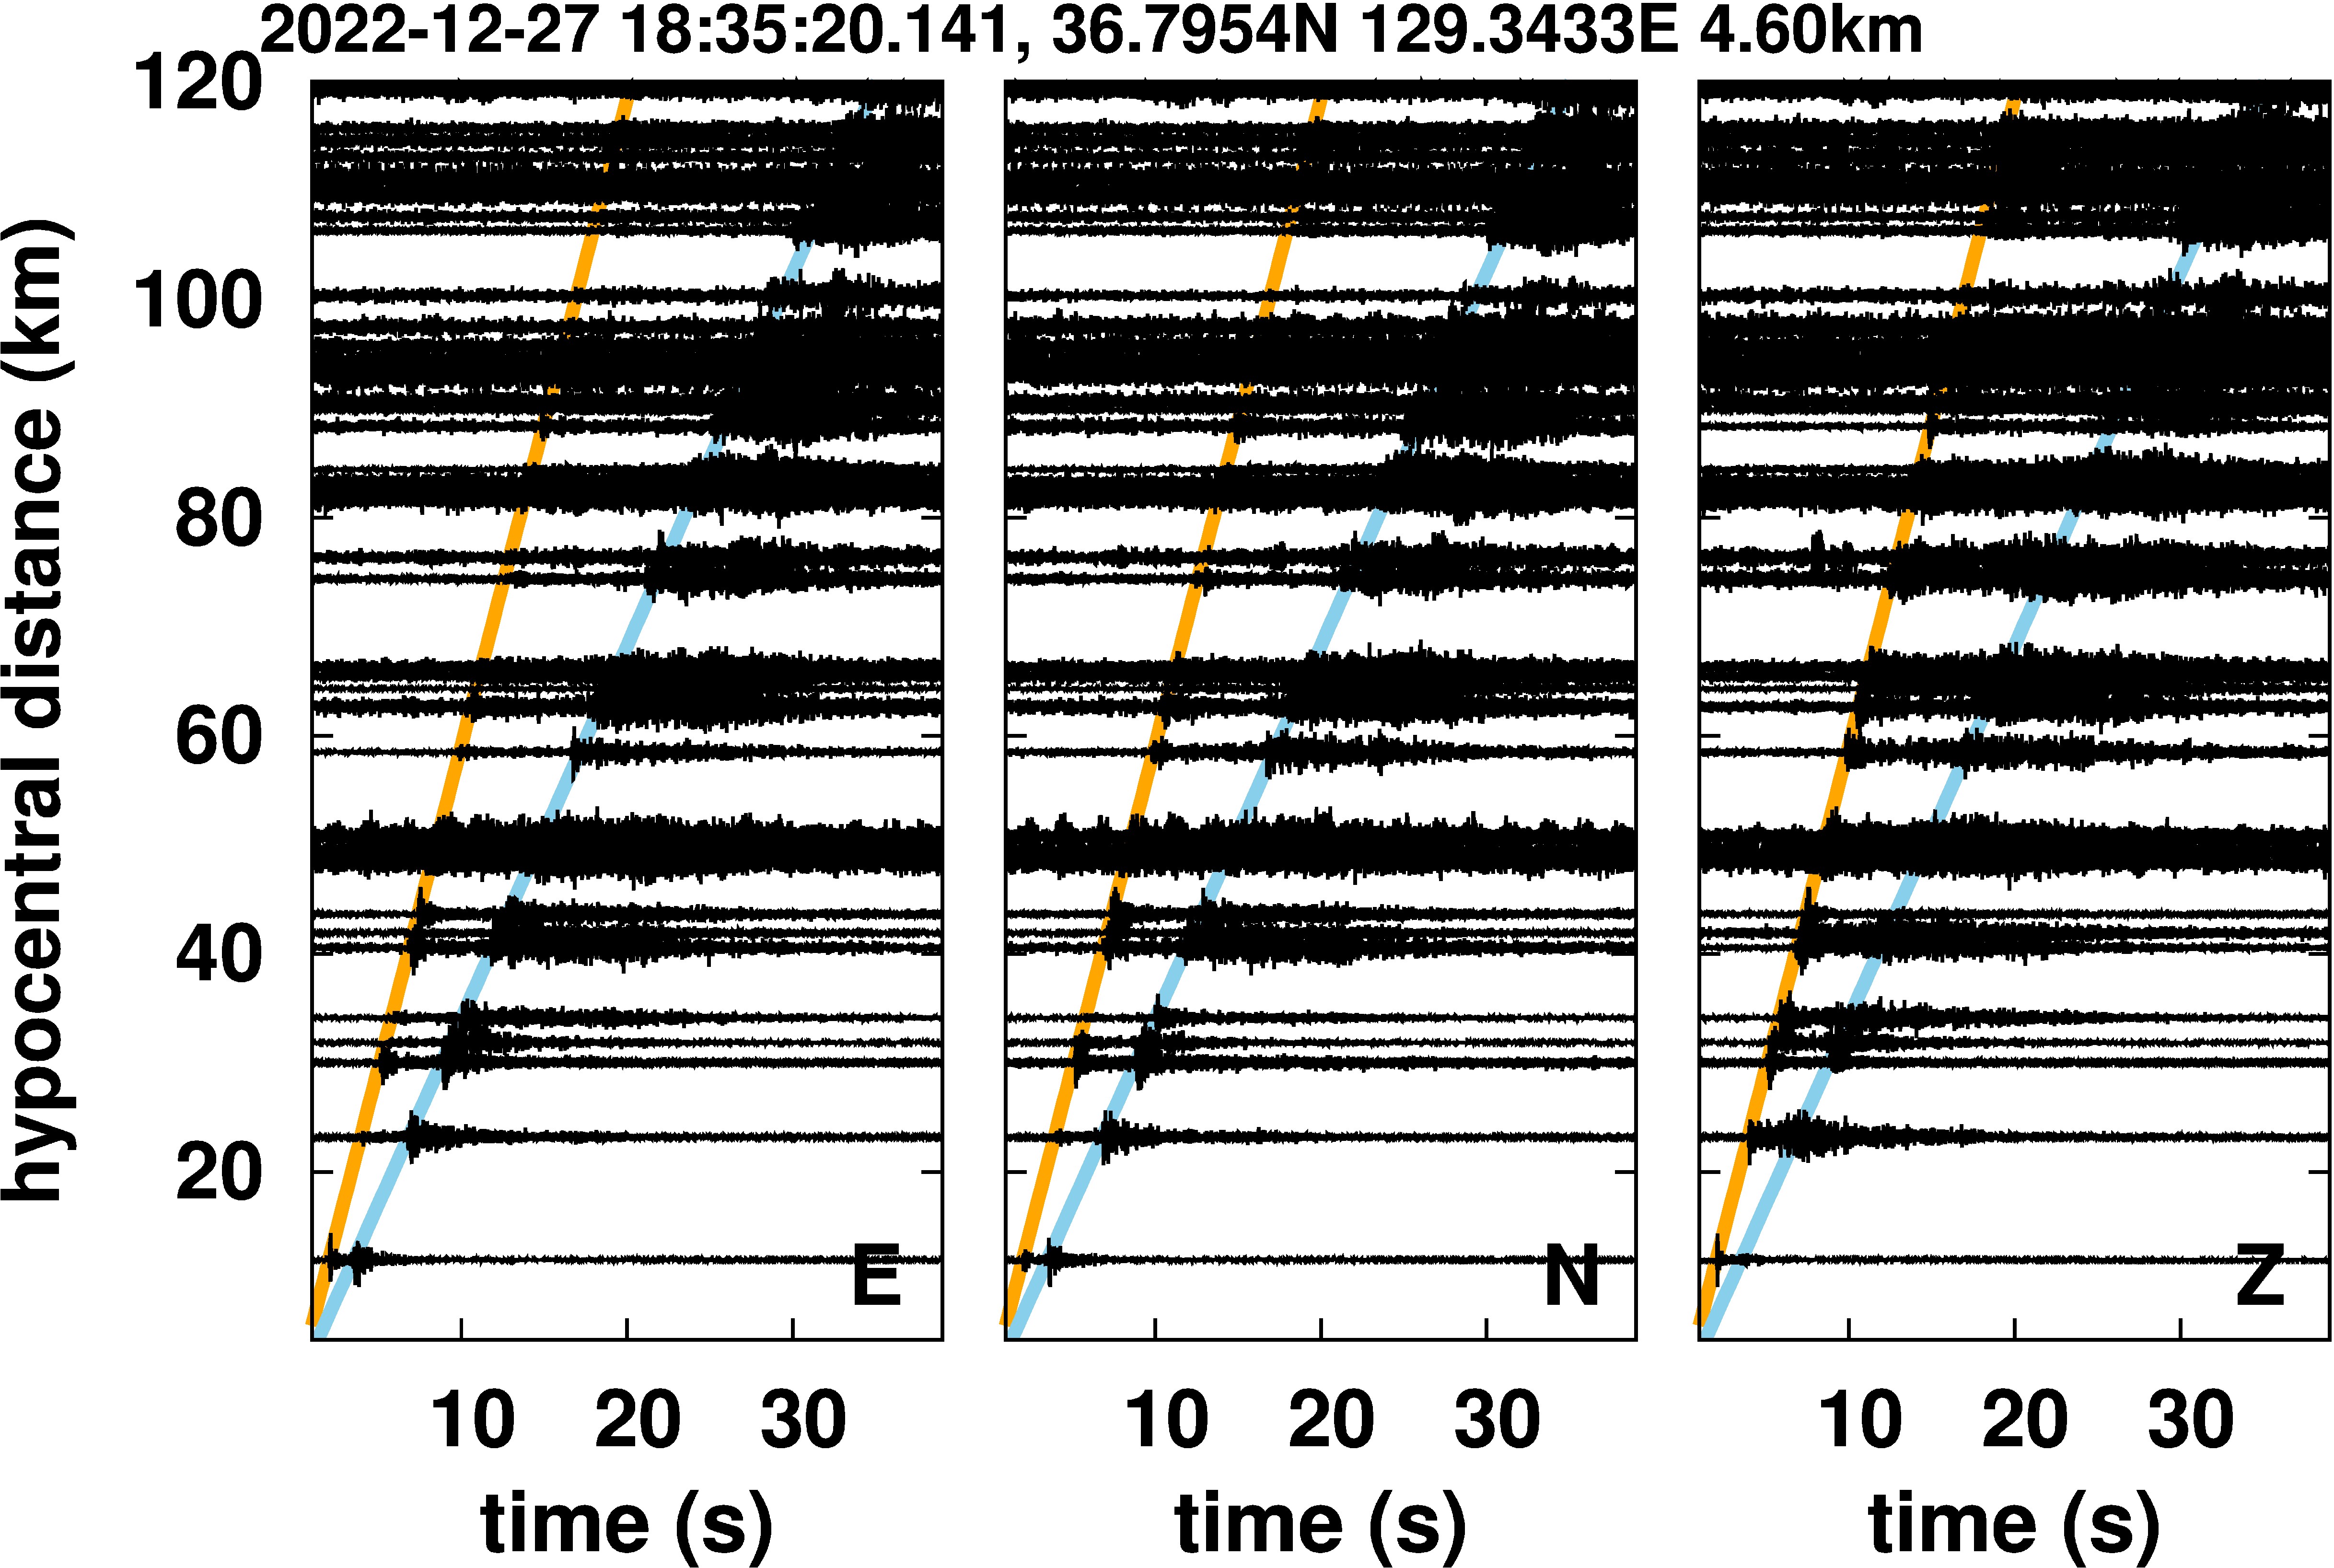 2022-12-27 18:35:20.141, 36.7954N 129.3433E 4.60km
120
100
80
60
40
20
hypocentral distance (km)
E
N
Z
10 20 30
10 20 30
10 20 30
time (s)
time (s)
time (s)